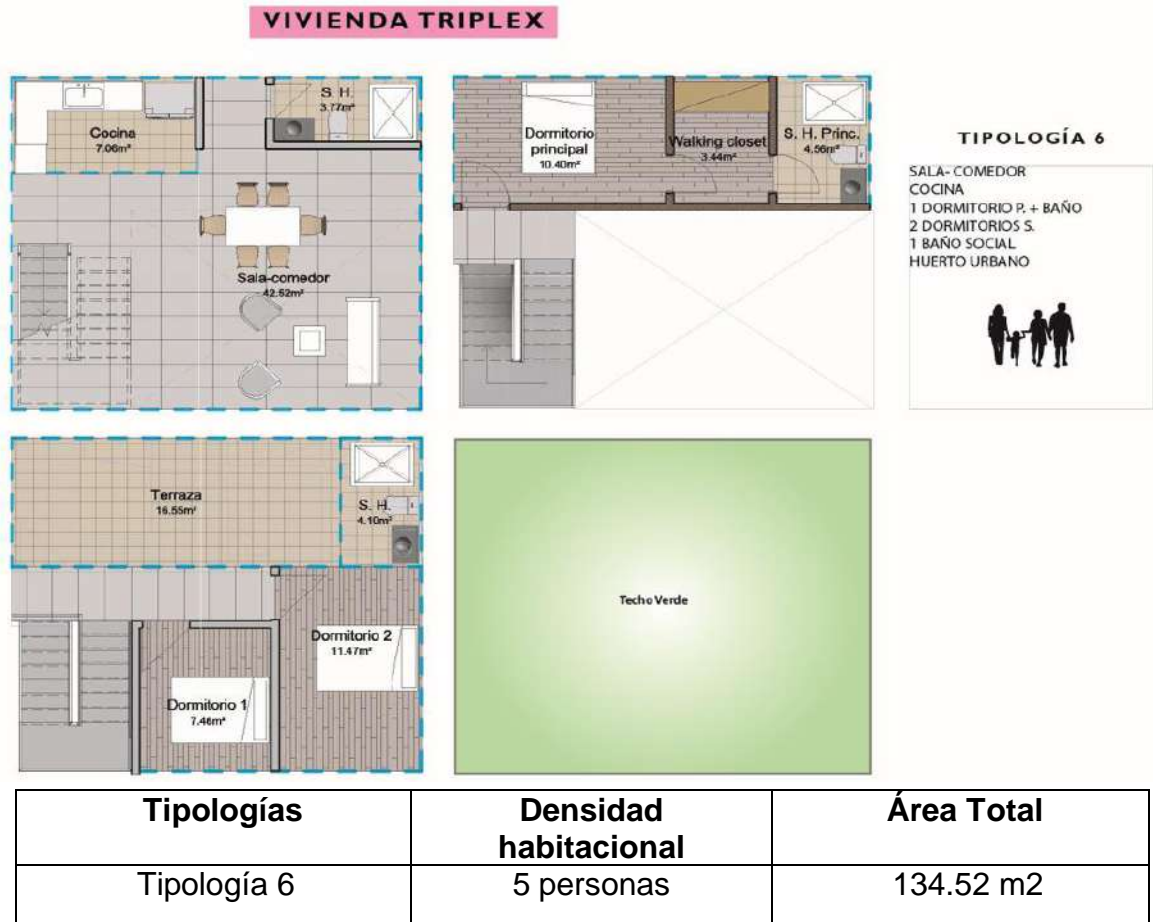 VIVIENDA TRIPLEX
Cocina
7.06m²
S. H.
3.77m²
Sala-comedor
42.52m²
Dormitorio
principal
10.40m²
Walking closet
3.44m²
S. H. Princ.
4.56m²
TIPOLOGÍA 6
SALA- COMEDOR
COCINA
1 DORMITORIO P. + BAÑO
2 DORMITORIOS S.
1 BAÑO SOCIAL
HUERTO URBANO
Terraza
16.55m²
S. H.
4.10m²
Dormitorio 2
11.47m²
Dormitorio 1
7.46m²
Techo Verde
Tipologías
Densidad
habitacional
Área Total
Tipología 6
5 personas
134.52 m2